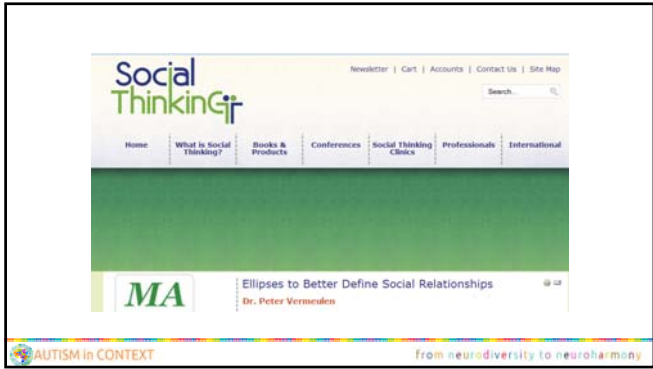 Social
Thinking
Newsletter | Cart | Accounts | Contact Us | Site Map
Search...
Home
What is Social
Thinking?
Books &
Products
Conferences
Social Thinking
Clinics
Professionals
International
MA
Ellipses to Better Define Social Relationships
Dr. Peter Vermeulen
AUTISM in CONTEXT
from neurodiversity to neuroharmony